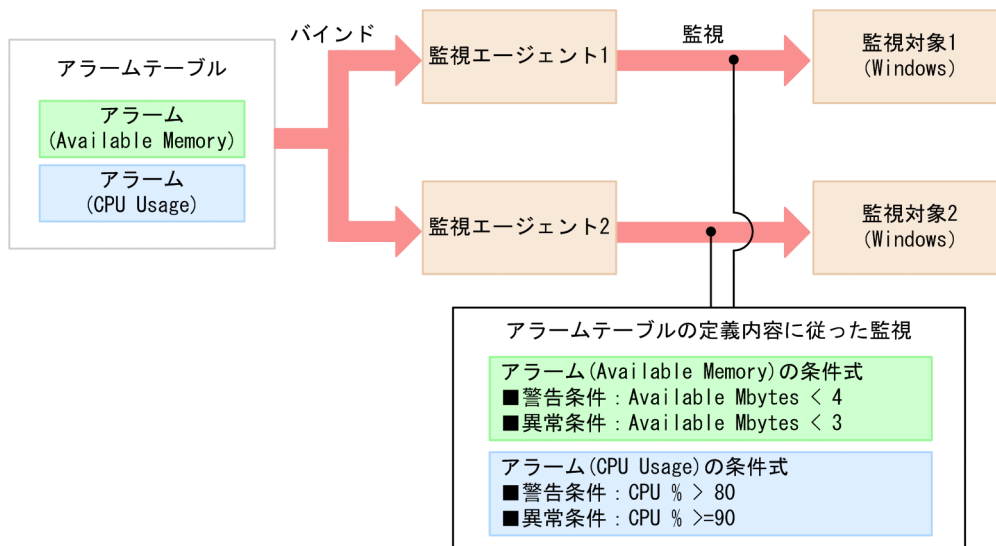 バインド
監視
アラームテーブル
アラーム
(Available Memory)
アラーム
(CPU Usage)
監視エージェント1
監視対象1
(Windows)
監視エージェント2
監視対象2
(Windows)
アラームテーブルの定義内容に従った監視
アラーム(Available Memory)の条件式
■警告条件：Available Mbytes < 4
■異常条件：Available Mbytes < 3
アラーム(CPU Usage)の条件式
■警告条件：CPU % > 80
■異常条件：CPU % >=90